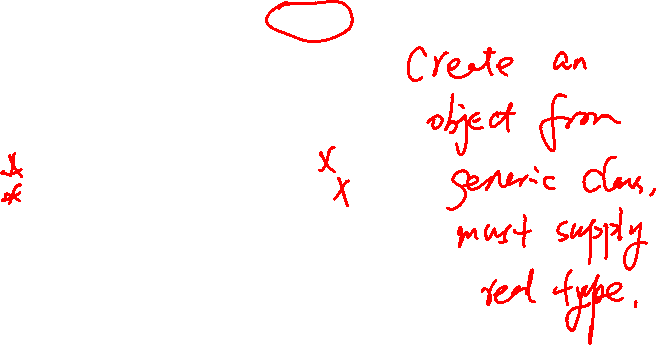 Create an
object from
generic class,
must supply
real type.
x
x